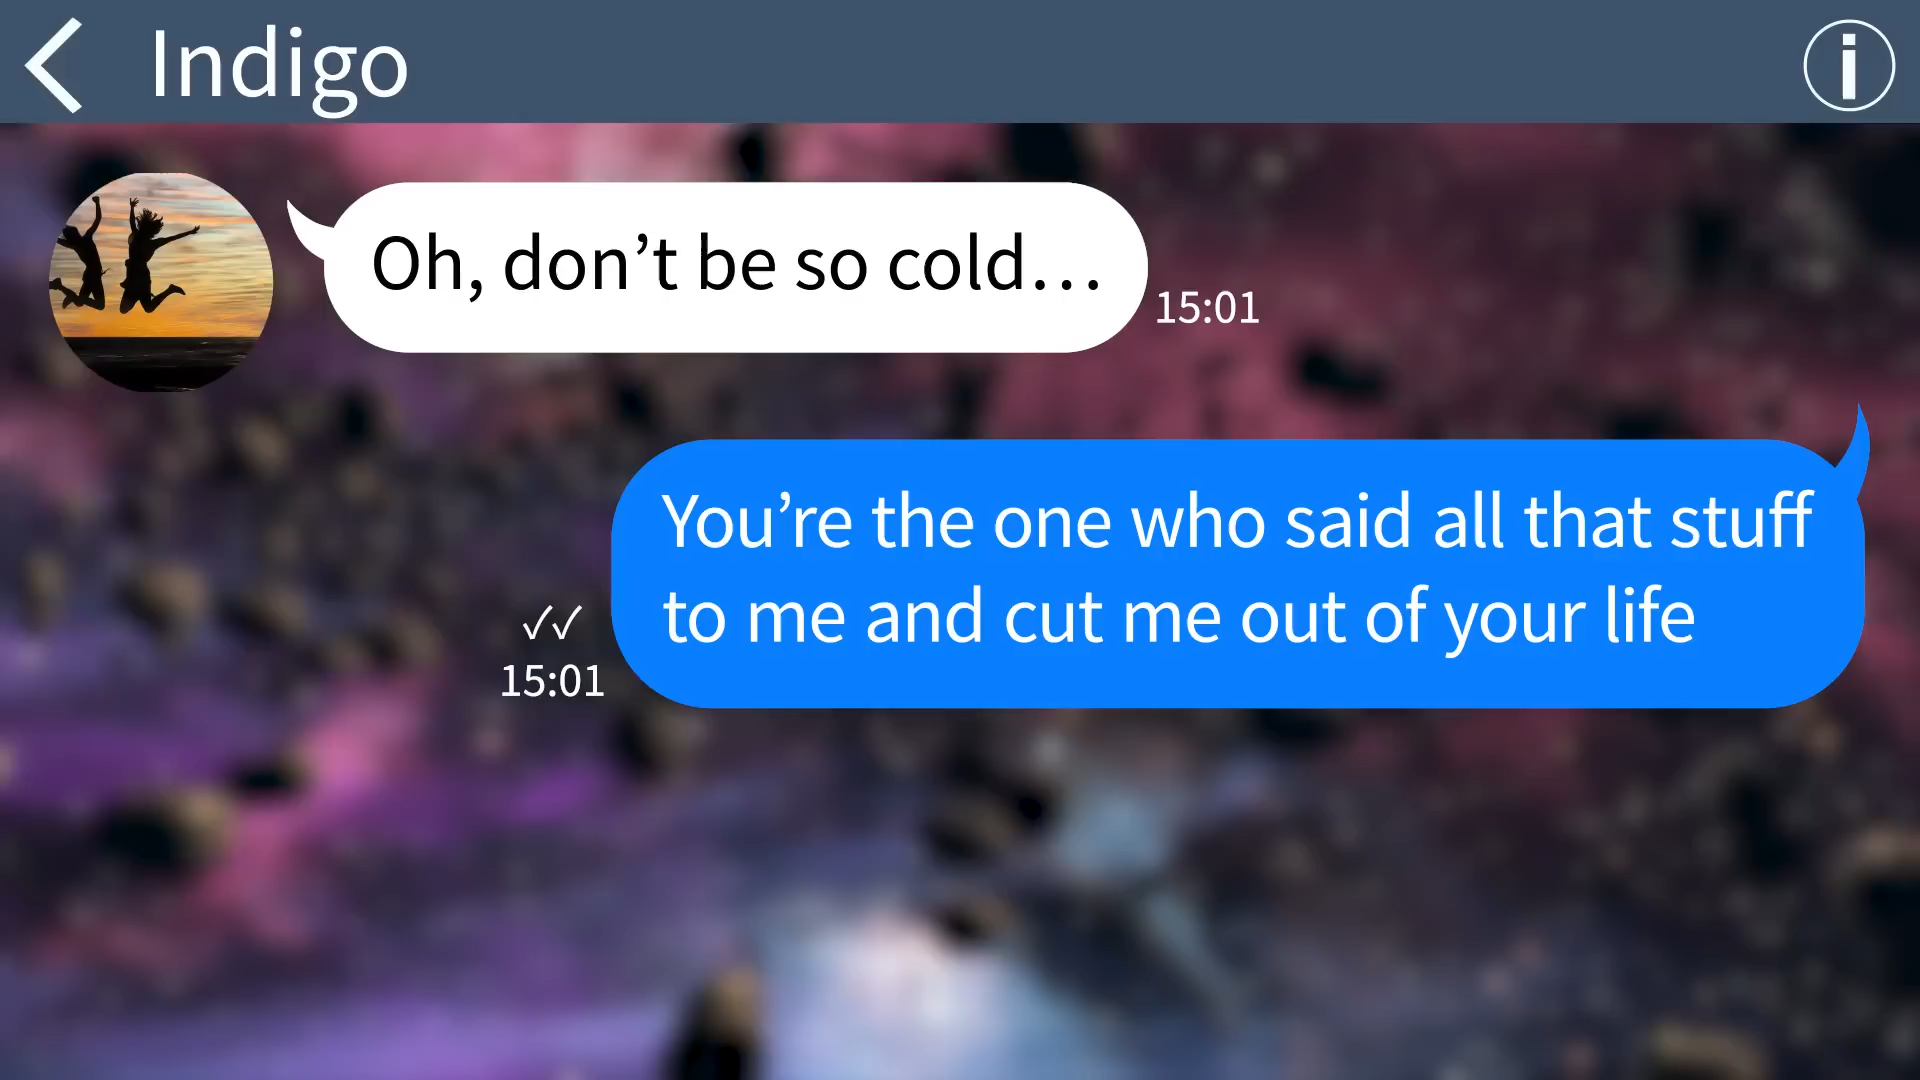 Indigo
Oh, don’t be so cold…
15:01
You’re the one who said all that stuff
to me and cut me out of your life
✓✓
15:01